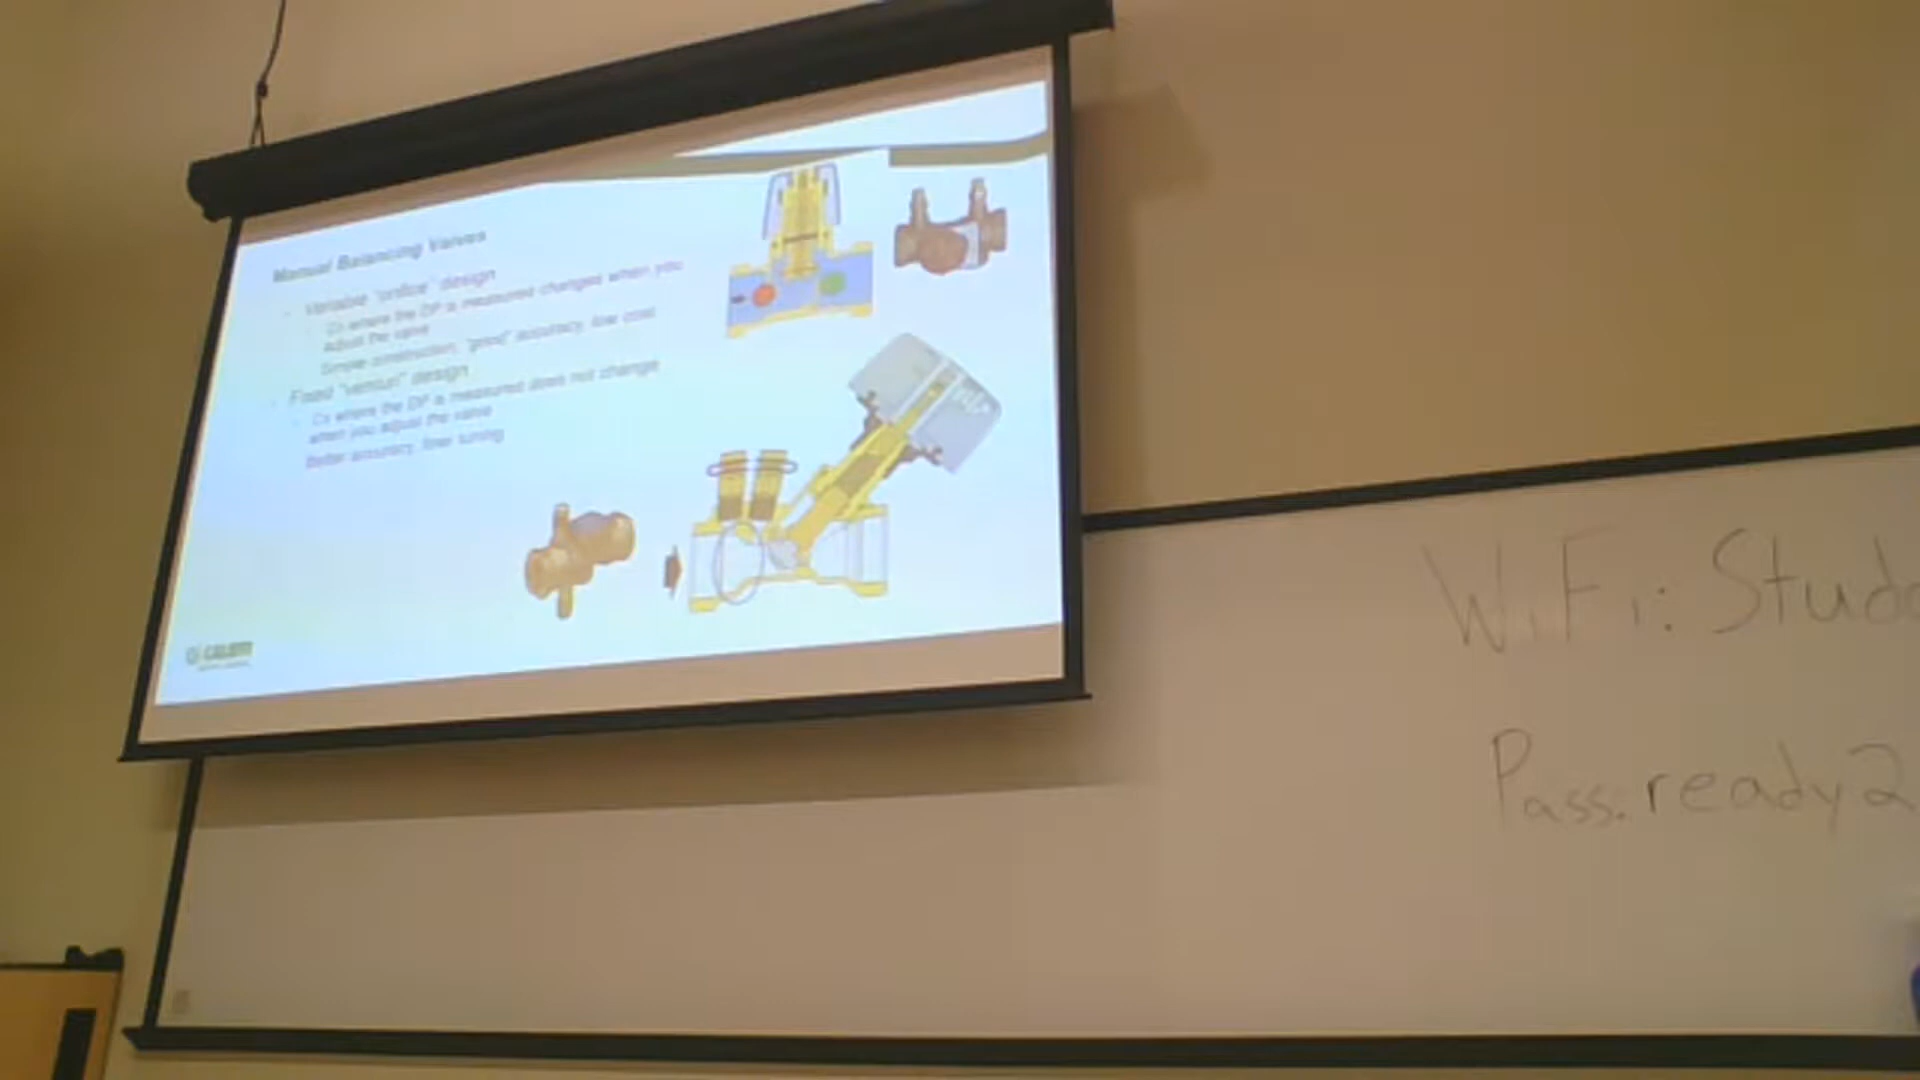 Manual Balancing Valves
Variable "orifice" design
Cv where the DP is measured changes when you
Adjust the valve
Simple construction, "good" accuracy, low cost
Fixed "venturi" design
Cv where the DP is measured does not change
when you adjust the valve
Better accuracy, finer tuning
CALEFFI
WiFi: Stude
Pass. ready2